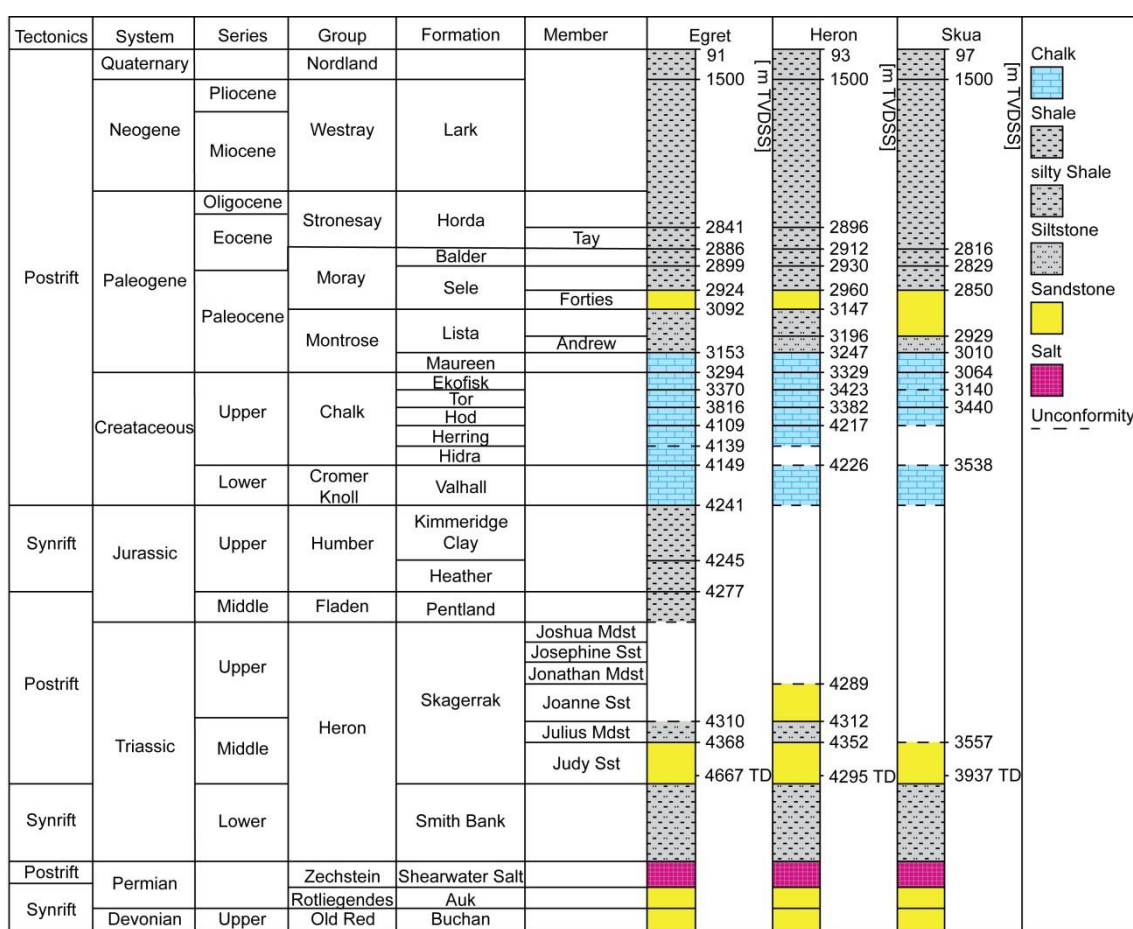 Tectonics System Series Group Formation Member Egret Heron Skua
91 93 97
[m TVDSS] [m TVDSS] [m TVDSS]
Quaternary Nordland
1500 1500 1500
Chalk
Pliocene
Neogene Westray Lark
Miocene
Shale
silty Shale
Oligocene
Stronesay Horda
2841 2896
Eocene Tay
Siltstone
2886 2912 2816
Balder
2899 2930 2829
Postrift Paleogene Moray
Sele
2924 2960 2850
Sandstone
Forties
3092 3147
Paleocene
Lista
Montrose
3196 2929
Andrew
3153 3247 3010
Salt
Maureen
3294 3329 3064
Ekofisk
3370 3423 3140
Tor
3816 3382 3440
Unconformity
Upper Chalk Hod
4109 4217
Creataceous
Herring
4139
Hidra
4149 4226 3538
Lower Cromer
Knoll Valhall
4241
Kimmeridge
Clay
Synrift Jurassic Upper Humber
4245
Heather
4277
Middle Fladen Pentland
Joshua Mdst
Josephine Sst
Upper Jonathan Mdst
4289
Postrift Skagerrak Joanne Sst
4310 4312
Heron
Julius Mdst
Triassic Middle
4368 4352 3557
Judy Sst
4667 TD 4295 TD 3937 TD
Synrift Lower Smith Bank
Postrift Zechstein Shearwater Salt
Permian
Rotliegendes Auk
Synrift
Devonian Upper Old Red Buchan